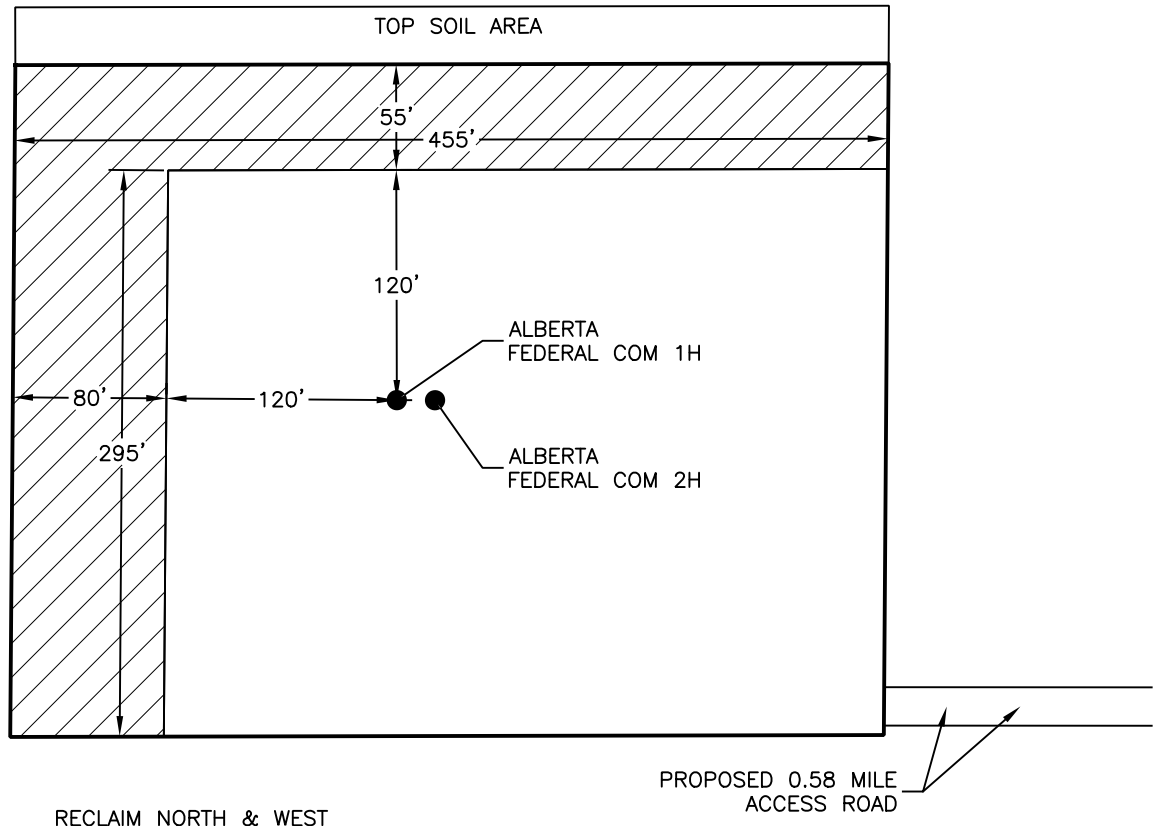 TOP SOIL AREA
55'
455'
120'
ALBERTA
FEDERAL COM 1H
80'
120'
295'
ALBERTA
FEDERAL COM 2H
PROPOSED 0.58 MILE
ACCESS ROAD
RECLAIM NORTH & WEST